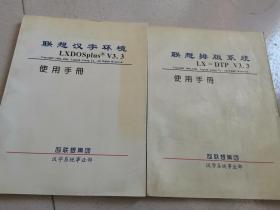 联想汉字环境
LXDOSplus® V3.3
使用手册
联想集团
汉字系统事业部
联想排版系统
LX-DTP V3.3
使用手册
联想集团
汉字系统事业部